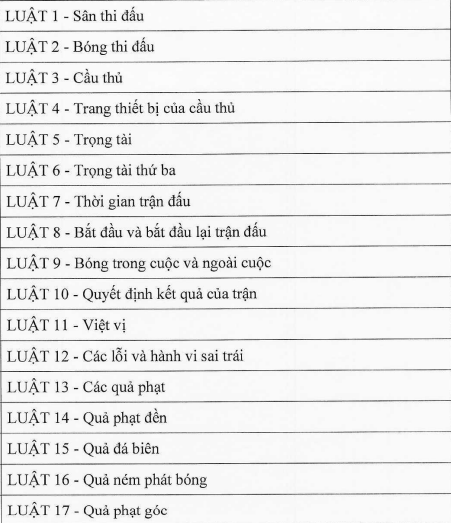 LUẬT 1 - Sân thi đấu
LUẬT 2 - Bóng thi đấu
LUẬT 3 - Cầu thủ
LUẬT 4 - Trang thiết bị của cầu thủ
LUẬT 5 - Trọng tài
LUẬT 6 - Trọng tài thứ ba
LUẬT 7 - Thời gian trận đấu
LUẬT 8 - Bắt đầu và bắt đầu lại trận đấu
LUẬT 9 - Bóng trong cuộc và ngoài cuộc
LUẬT 10 - Quyết định kết quả của trận
LUẬT 11 - Việt vị
LUẬT 12 - Các lỗi và hành vi sai trái
LUẬT 13 - Các quả phạt
LUẬT 14 - Quả phạt đền
LUẬT 15 - Quả đá biên
LUẬT 16 - Quả ném phát bóng
LUẬT 17 - Quả phạt góc